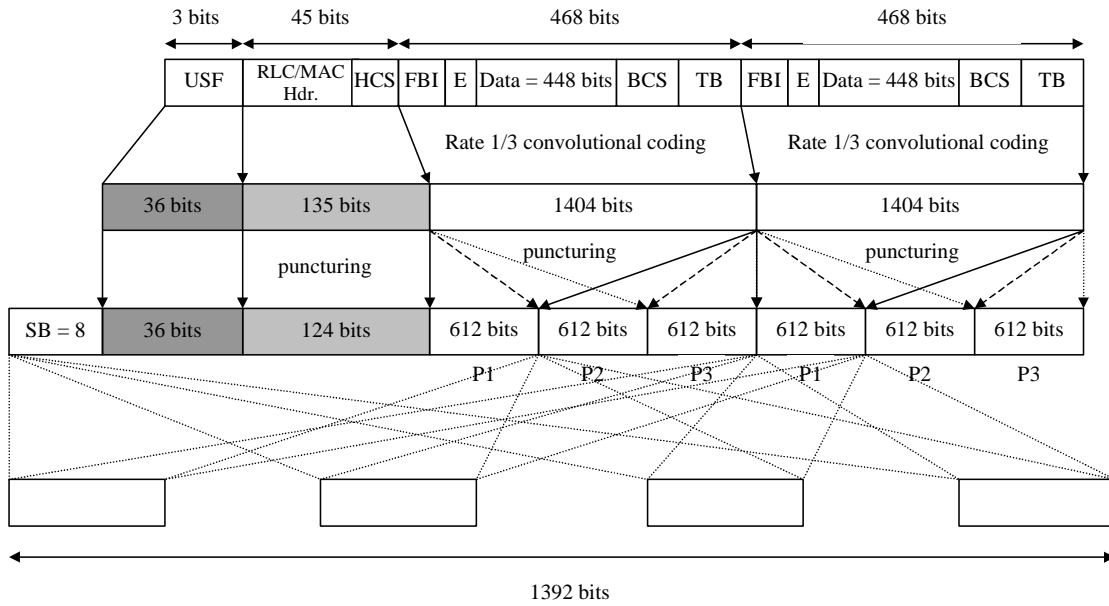 3 bits 45 bits 468 bits 468 bits
USF RLC/MAC Hdr. HCS FBI E Data = 448 bits BCS TB FBI E Data = 448 bits BCS TB
Rate 1/3 convolutional coding Rate 1/3 convolutional coding
36 bits 135 bits 1404 bits 1404 bits
puncturing puncturing puncturing
SB = 8 36 bits 124 bits 612 bits 612 bits 612 bits 612 bits 612 bits 612 bits
P1 P2 P3 P1 P2 P3
1392 bits